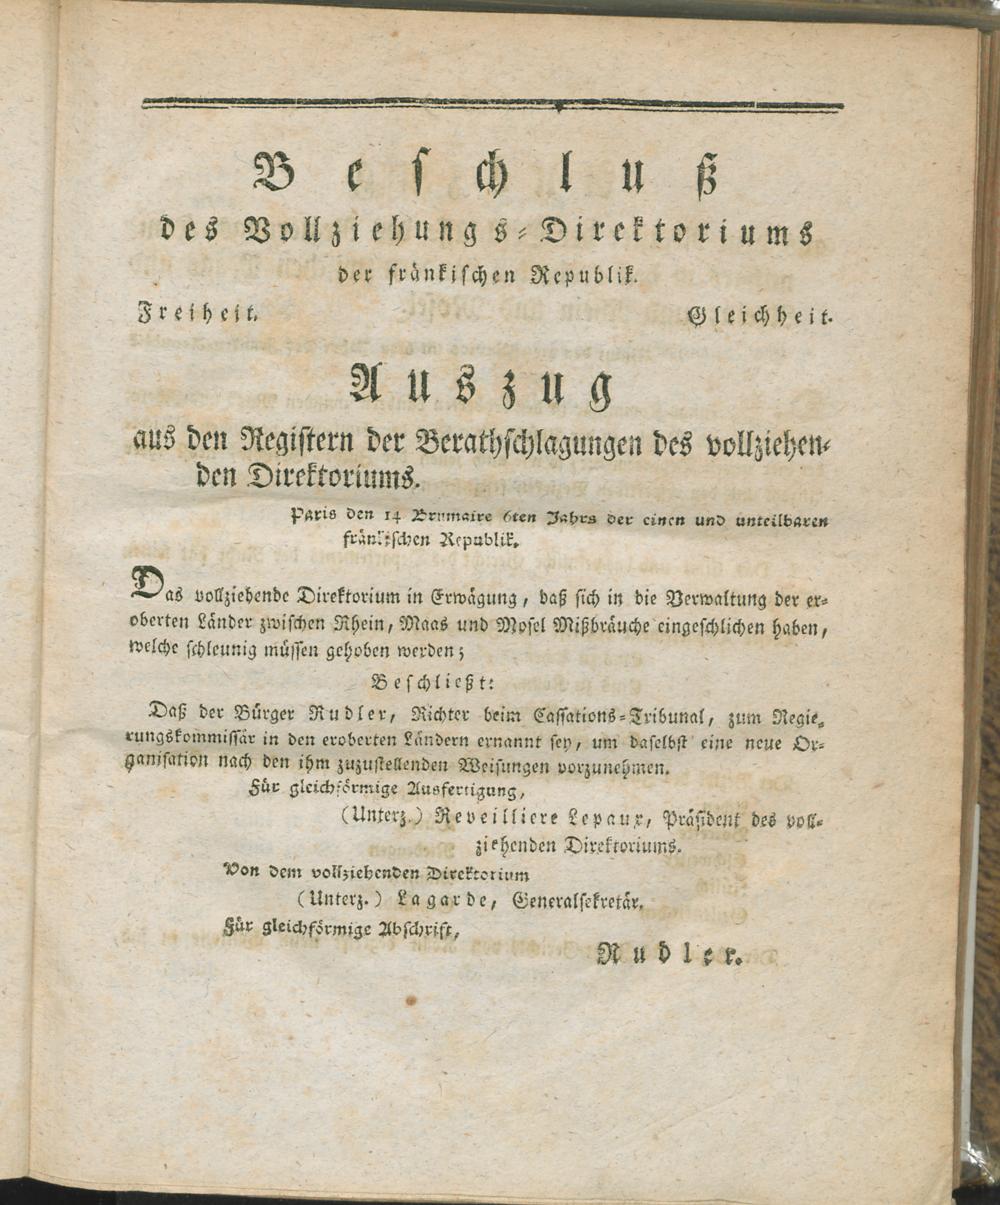 Beschluß
des Vollziehungs-Direktoriums
der fränkischen Republik.
Freiheit. Gleichheit.
Auszug
aus den Registern der Berathschlagungen des vollziehen-
den Direktoriums.
Paris den 14 Brumaire 6ten Jahrs der einen und unteilbaren
fränkischen Republik.
Das vollziehende Direktorium in Erwägung, daß sich in die Verwaltung der er-
oberten Länder zwischen Rhein, Maas und Mosel Mißbräuche eingeschlichen haben,
welche schleunig müssen gehoben werden;
Beschließt:
Daß der Bürger Rudler, Richter beim Cassations-Tribunal, zum Regie-
rungskommissär in den eroberten Ländern ernannt sey, um daselbst eine neue Or-
ganisation nach den ihm zuzustellenden Weisungen vorzunehmen.
Für gleichförmige Ausfertigung,
(Unterz.) Reveilliere Lepaux, Präsident des voll-
ziehenden Direktoriums.
Von dem vollziehenden Direktorium
(Unterz.) Lagarde, Generalsekretär.
Für gleichförmige Abschrift,
Rudler.